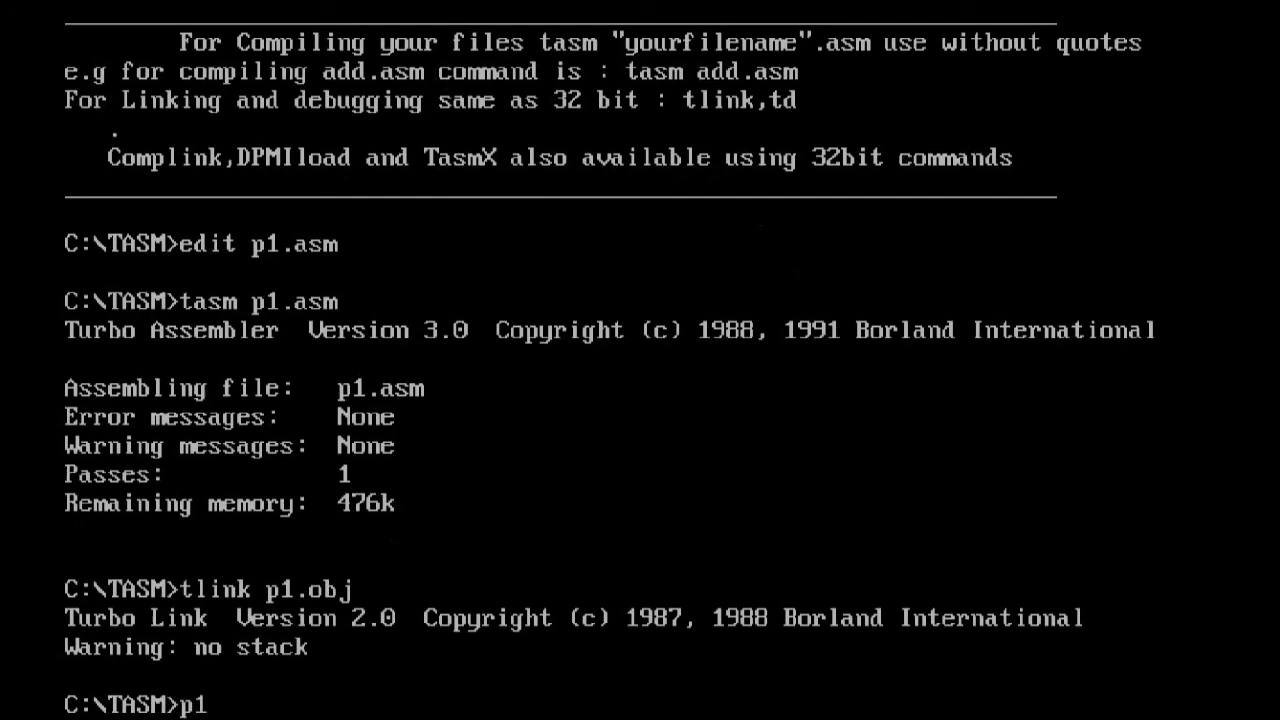 For Compiling your files tasm "yourfilename".asm use without quotes
e.g for compiling add.asm command is : tasm add.asm
For Linking and debugging same as 32 bit : tlink,td
.
Complink,DPMIload and TasmX also available using 32bit commands
C:\TASM>edit p1.asm
C:\TASM>tasm p1.asm
Turbo Assembler  Version 3.0  Copyright (c) 1988, 1991 Borland International
Assembling file:   p1.asm
Error messages:    None
Warning messages:  None
Passes:            1
Remaining memory:  476k
C:\TASM>tlink p1.obj
Turbo Link  Version 2.0  Copyright (c) 1987, 1988 Borland International
Warning: no stack
C:\TASM>p1